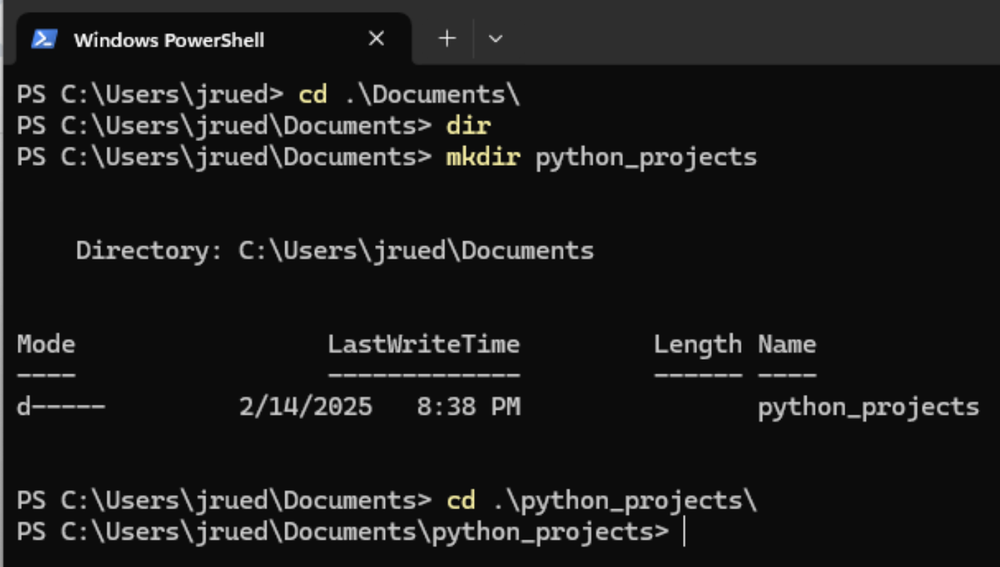 Windows PowerShell
PS C:\Users\jrued> cd .\Documents\
PS C:\Users\jrued\Documents> dir
PS C:\Users\jrued\Documents> mkdir python_projects
    Directory: C:\Users\jrued\Documents
Mode                 LastWriteTime         Length Name
----                 -------------         ------ ----
d-----         2/14/2025   8:38 PM                python_projects
PS C:\Users\jrued\Documents> cd .\python_projects\
PS C:\Users\jrued\Documents\python_projects>